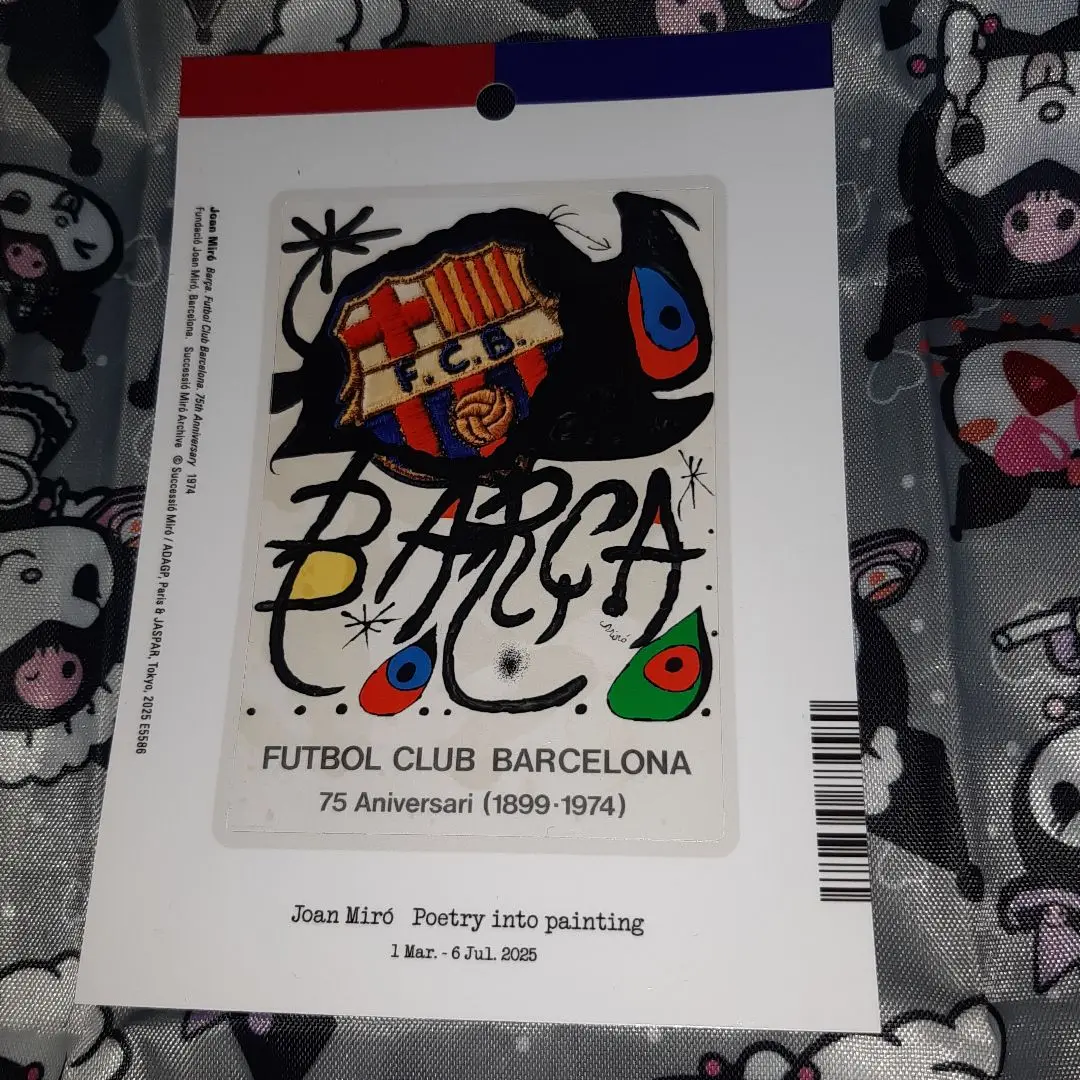 F.C.B.
BARÇA
Miró
FUTBOL CLUB BARCELONA
75 Aniversari (1899·1974)
Joan Miró Poetry into painting
1 Mar. - 6 Jul. 2025
Joan Miró Barça. Futbol Club Barcelona. 75th Anniversary 1974
Fundació Joan Miró, Barcelona. Successió Miró Archive © Successió Miró / ADAGP, Paris & JASPAR, Tokyo, 2025 E5586